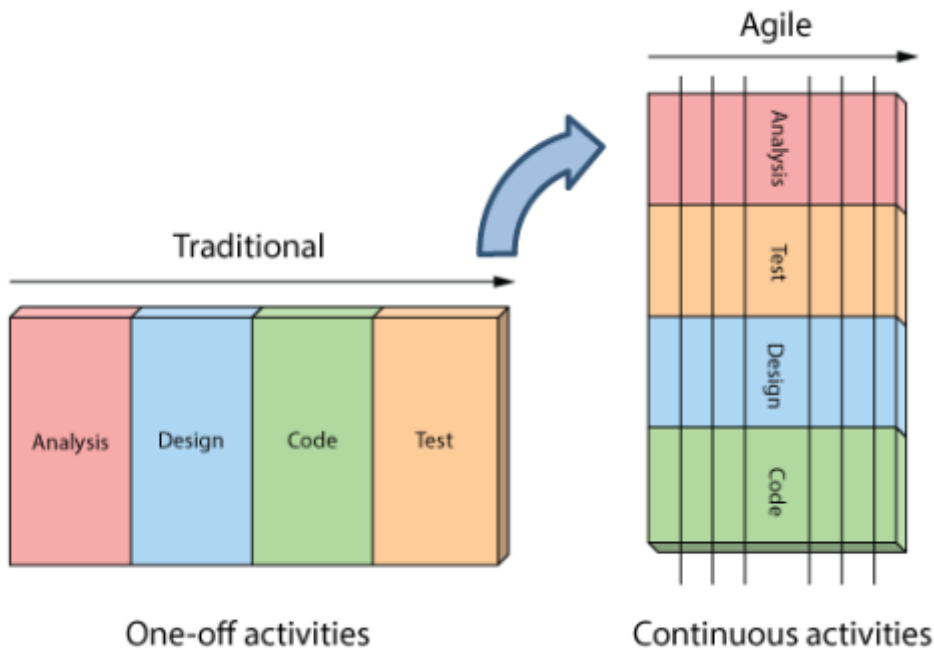 Agile
Analysis
Test
Design
Code
Traditional
Analysis
Design
Code
Test
One-off activities
Continuous activities